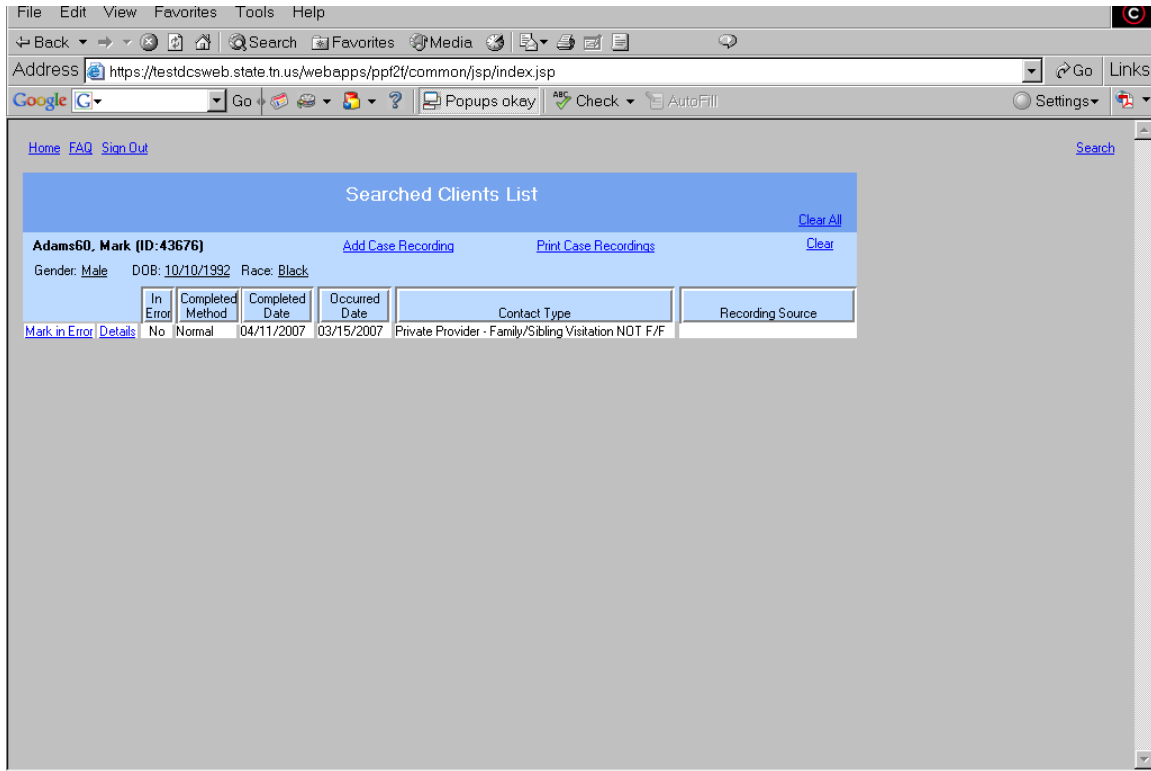 File Edit View Favorites Tools Help
Back Search Favorites Media
Address https://testdcsweb.state.tn.us/webapps/ppf2f/common/jsp/index.jsp Go Links
Google G Go Popups okay ABC Check AutoFill Settings
Home FAQ Sign Out Search
Searched Clients List
Clear All
Adams60, Mark (ID:43676) Add Case Recording Print Case Recordings Clear
Gender: Male DOB: 10/10/1992 Race: Black
In Error Completed Method Completed Date Occurred Date Contact Type Recording Source
Mark in Error Details No Normal 04/11/2007 03/15/2007 Private Provider - Family/Sibling Visitation NOT F/F